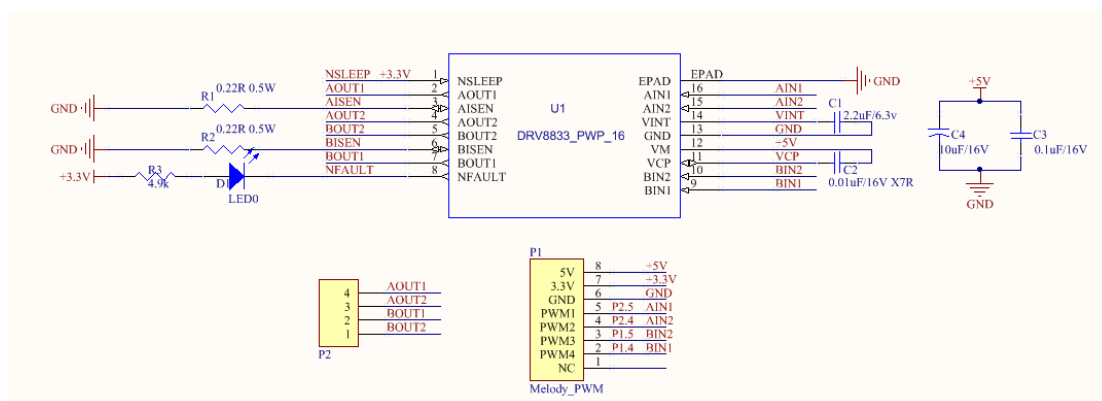 NSLEEP +3.3V 1 NSLEEP
AOUT1 2 AOUT1
GND R1 0.22R 0.5W AISEN 3 AISEN
AOUT2 4 AOUT2
BOUT2 5 BOUT2
GND R2 0.22R 0.5W BISEN 6 BISEN
BOUT1 7 BOUT1
+3.3V R3 4.9k LED0 NFAULT 8 NFAULT
U1
DRV8833_PWP_16
EPAD EPAD GND
AIN1 16 AIN1
AIN2 15 AIN2
VINT 14 VINT C1 2.2uF/6.3v
GND 13 GND
VM 12 +5V
VCP 11 VCP C2 0.01uF/16V X7R
BIN2 10 BIN2
BIN1 9 BIN1
+5V
C4 10uF/16V
C3 0.1uF/16V
GND
4 AOUT1
3 AOUT2
2 BOUT1
1 BOUT2
P2
P1
5V 8 +5V
3.3V 7 +3.3V
GND 6 GND
PWM1 5 P2.5 AIN1
PWM2 4 P2.4 AIN2
PWM3 3 P1.5 BIN2
PWM4 2 P1.4 BIN1
NC 1
Melody_PWM